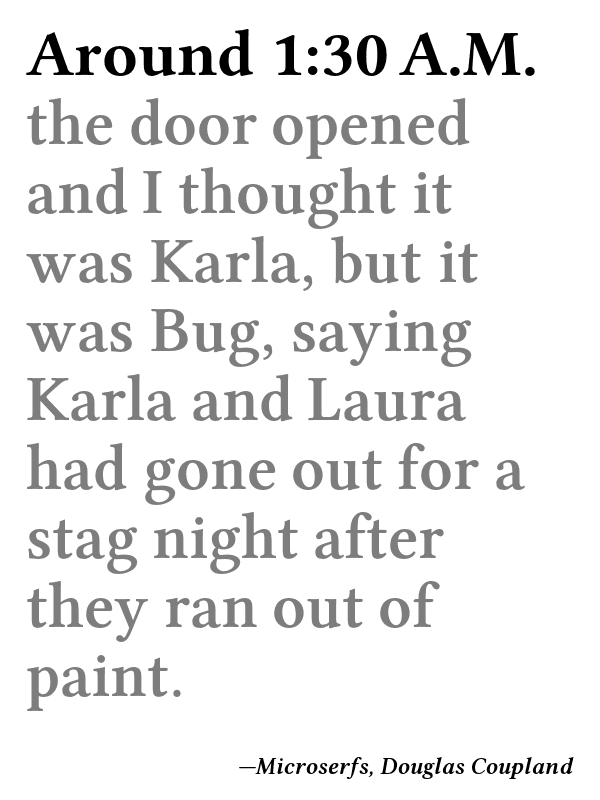 Around 1:30 A.M.
the door opened
and I thought it
was Karla, but it
was Bug, saying
Karla and Laura
had gone out for a
stag night after
they ran out of
paint.
—Microserfs, Douglas Coupland